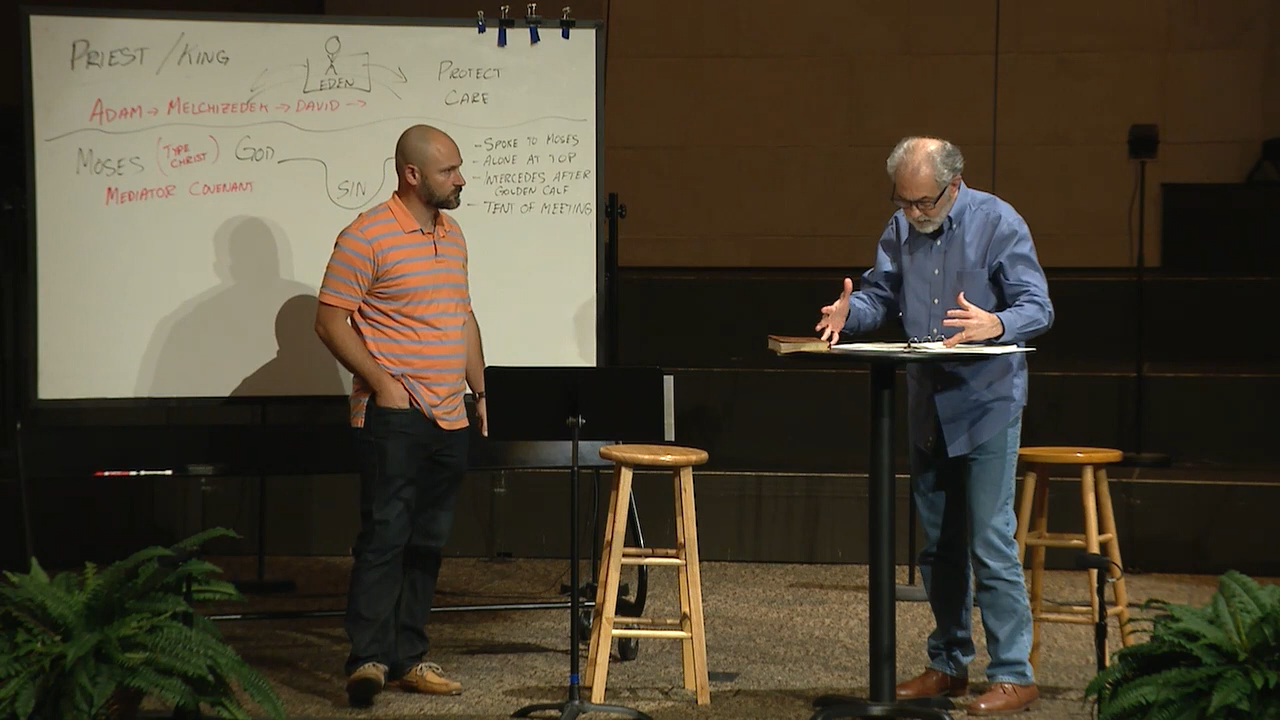 PRIEST / KING
EDEN
PROTECT
CARE
ADAM → MELCHIZEDEK → DAVID →
MOSES (TYPE CHRIST) GOD
SIN
MEDIATOR COVENANT
- SPOKE TO MOSES
- ALONE AT TOP
- INTERCEDES AFTER
GOLDEN CALF
- TENT OF MEETING